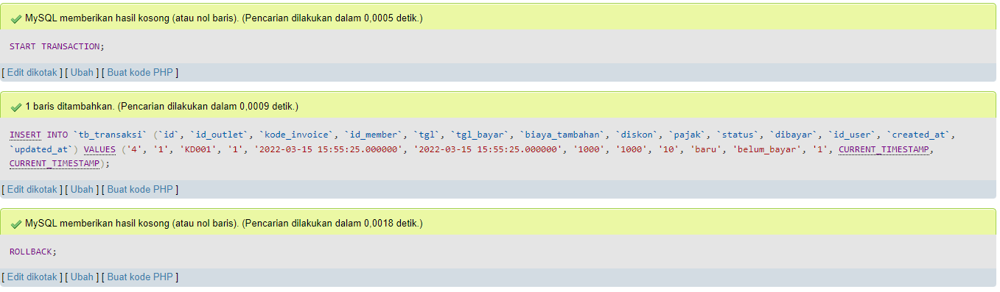 MySQL memberikan hasil kosong (atau nol baris). (Pencarian dilakukan dalam 0,0005 detik.)
START TRANSACTION;
[ Edit dikotak ] [ Ubah ] [ Buat kode PHP ]
1 baris ditambahkan. (Pencarian dilakukan dalam 0,0009 detik.)
INSERT INTO `tb_transaksi` (`id`, `id_outlet`, `kode_invoice`, `id_member`, `tgl`, `tgl_bayar`, `biaya_tambahan`, `diskon`, `pajak`, `status`, `dibayar`, `id_user`, `created_at`,
`updated_at`) VALUES ('4', '1', 'KD001', '1', '2022-03-15 15:55:25.000000', '2022-03-15 15:55:25.000000', '1000', '1000', '10', 'baru', 'belum_bayar', '1', CURRENT_TIMESTAMP,
CURRENT_TIMESTAMP);
[ Edit dikotak ] [ Ubah ] [ Buat kode PHP ]
MySQL memberikan hasil kosong (atau nol baris). (Pencarian dilakukan dalam 0,0018 detik.)
ROLLBACK;
[ Edit dikotak ] [ Ubah ] [ Buat kode PHP ]